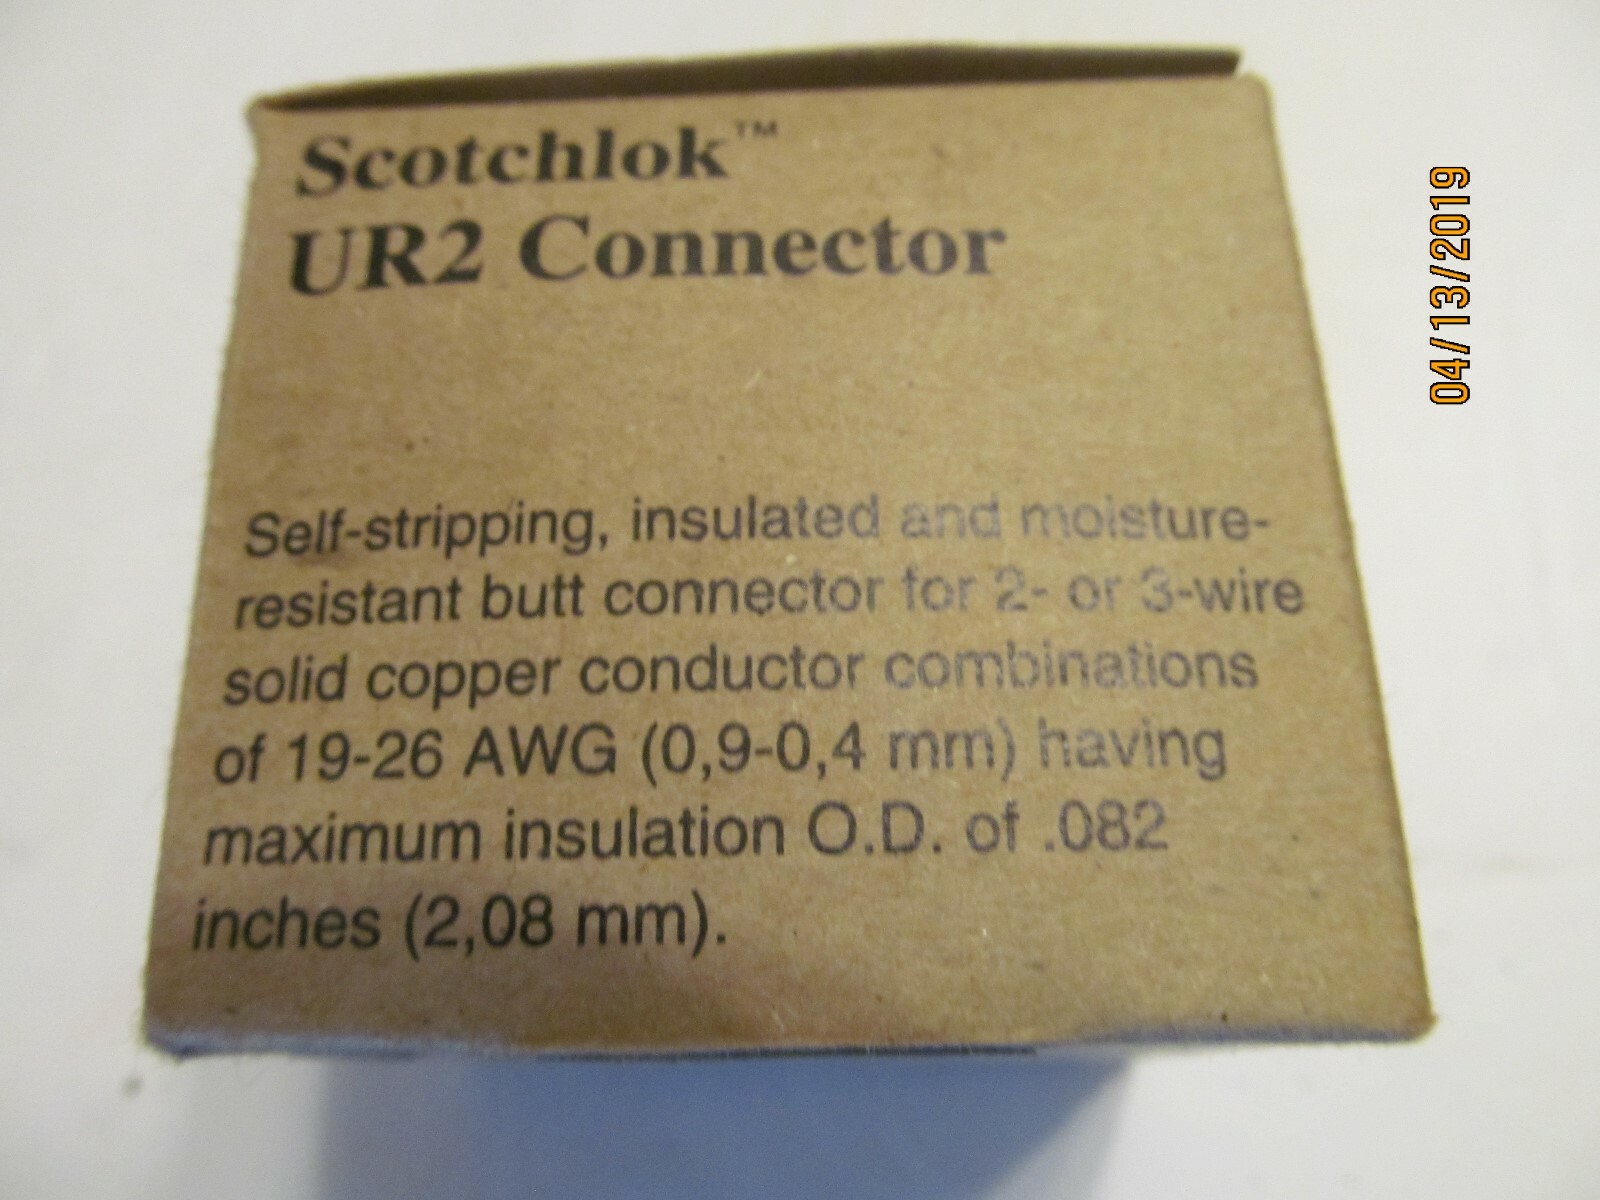 Scotchlok™
UR2 Connector
Self-stripping, insulated and moisture-
resistant butt connector for 2- or 3-wire
solid copper conductor combinations
of 19-26 AWG (0,9-0,4 mm) having
maximum insulation O.D. of .082
inches (2,08 mm).
04/13/2019